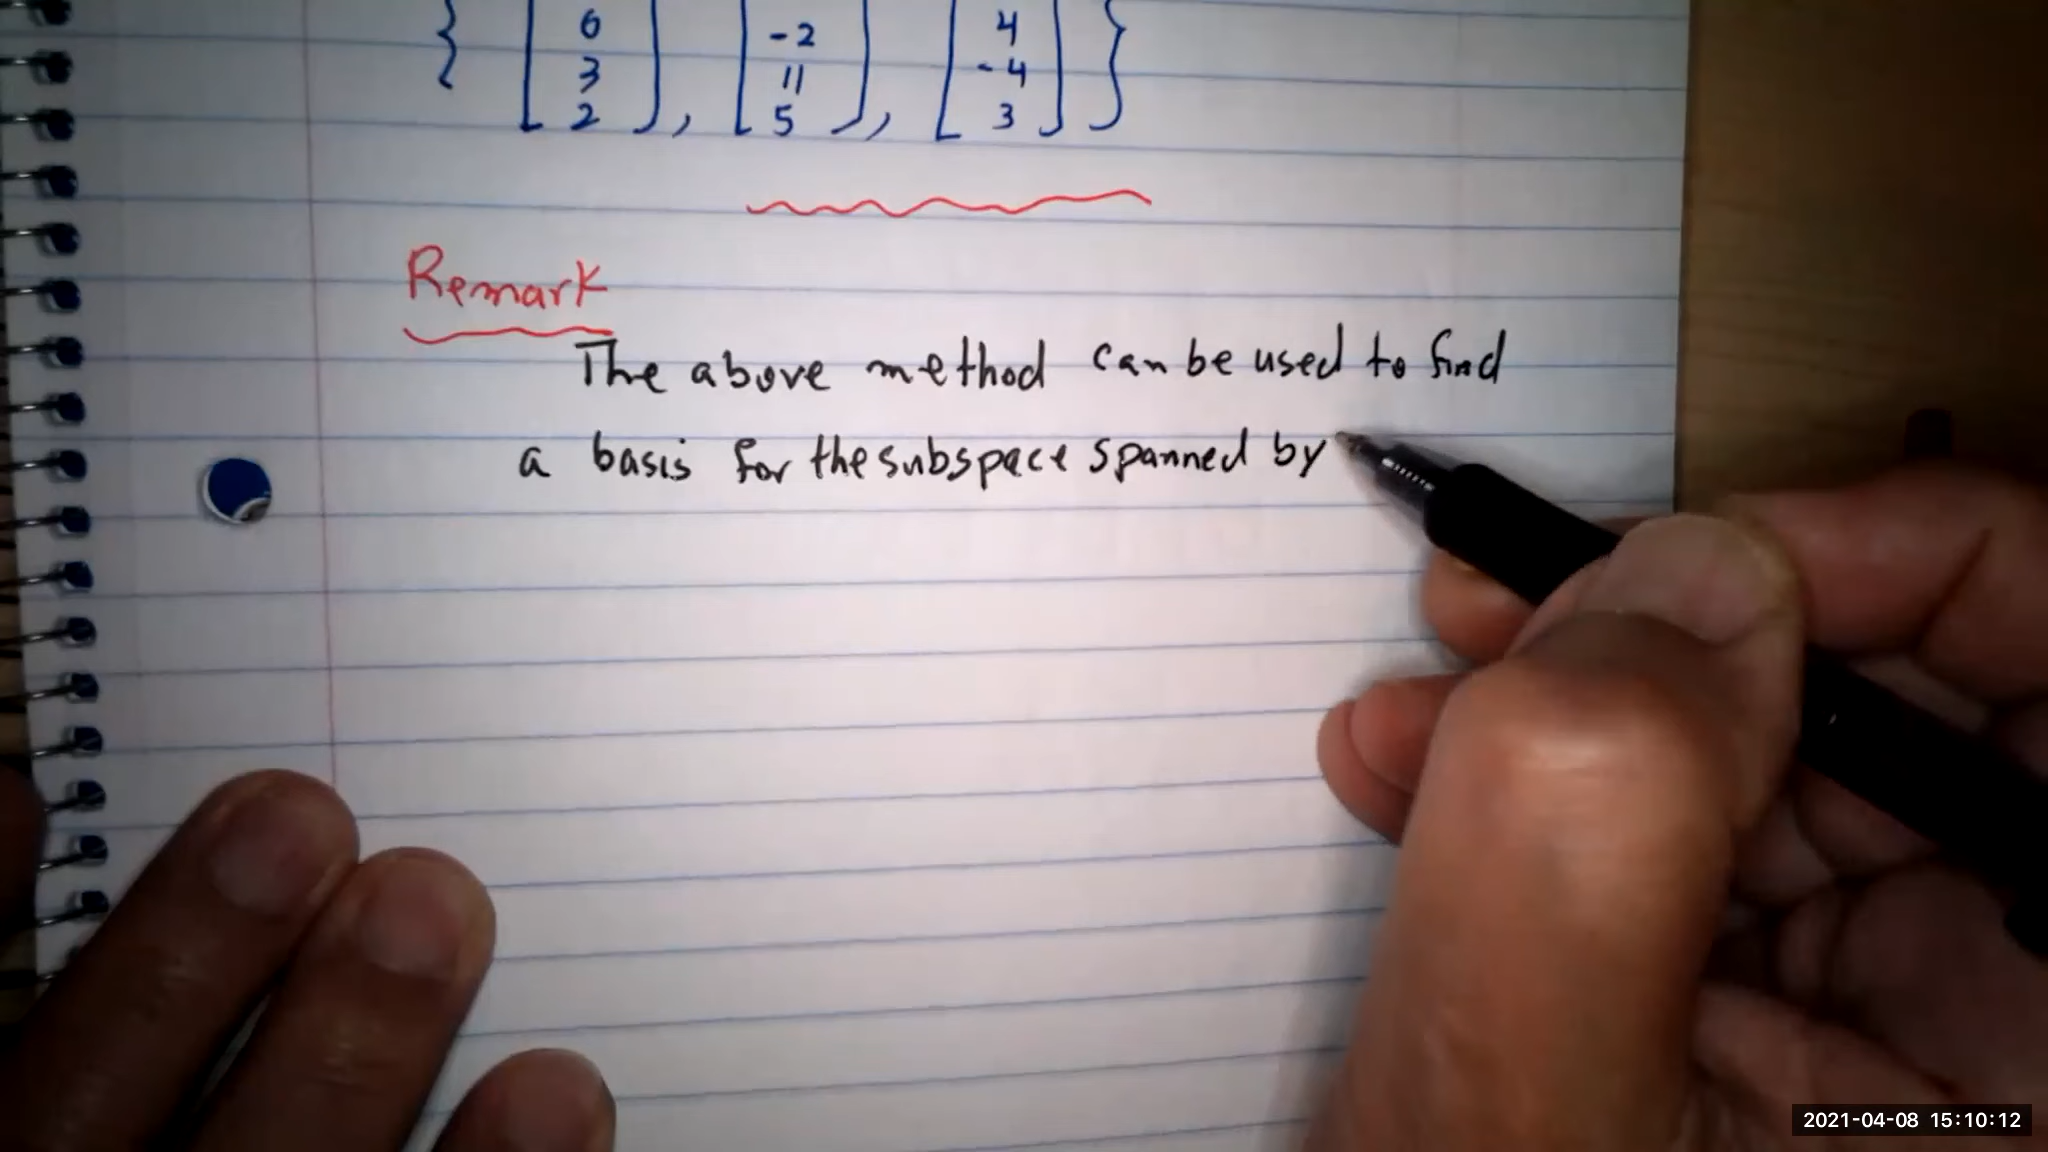 { [ 0 ] , [ -2 ] , [ 4 ] }
3 11 -4
2 5 3
Remark
The above method can be used to find
a basis for the subspace spanned by
2021-04-08 15:10:12